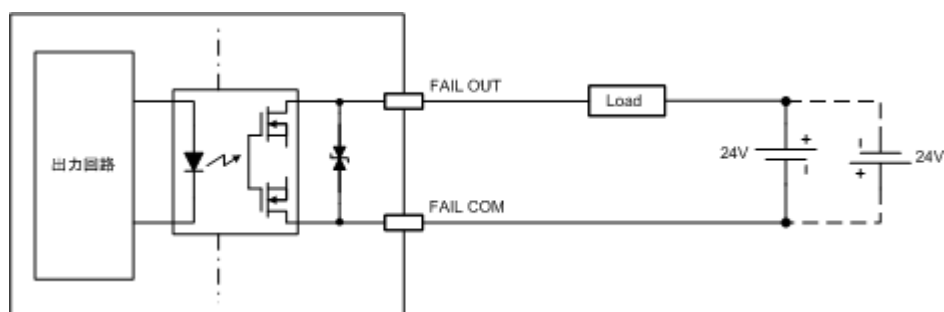 FAIL OUT
Load
24V
+
+
24V
出力回路
FAIL COM